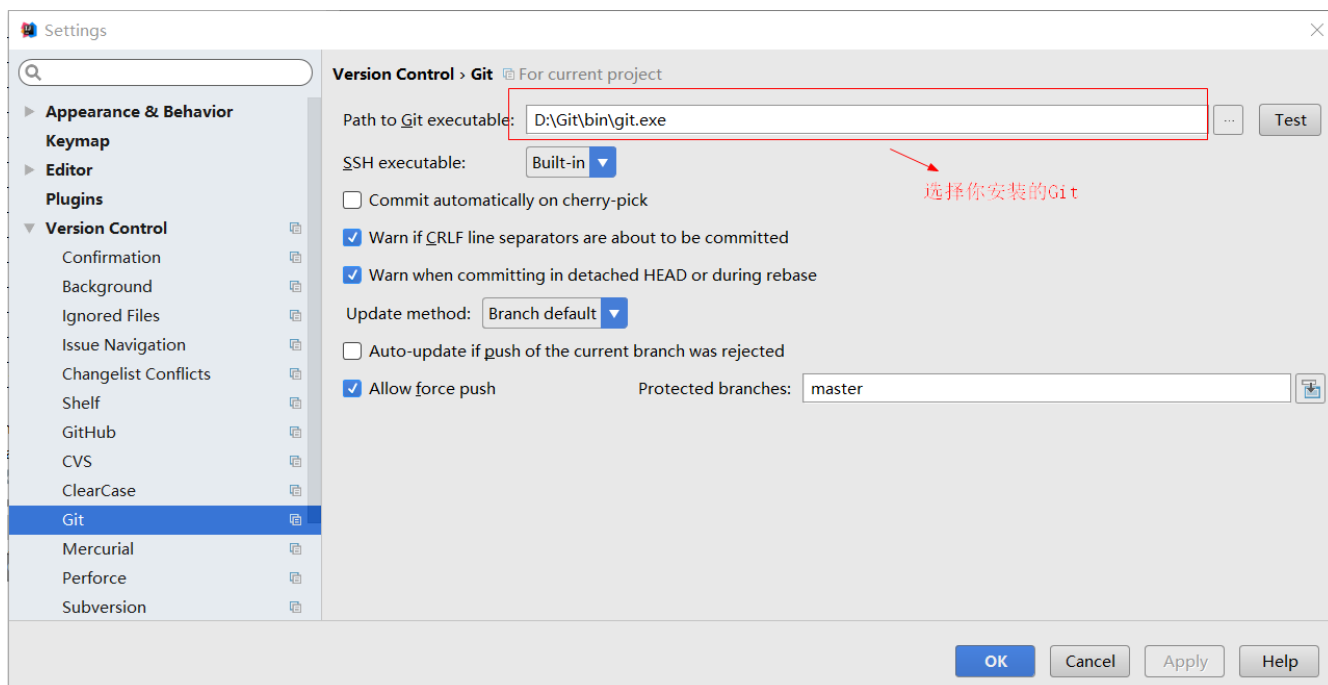 Settings
Version Control › Git For current project
Appearance & Behavior
Keymap
Editor
Plugins
Version Control
Confirmation
Background
Ignored Files
Issue Navigation
Changelist Conflicts
Shelf
GitHub
CVS
ClearCase
Git
Mercurial
Perforce
Subversion
Path to Git executable: D:\Git\bin\git.exe ... Test
选择你安装的Git
SSH executable: Built-in
Commit automatically on cherry-pick
Warn if CRLF line separators are about to be committed
Warn when committing in detached HEAD or during rebase
Update method: Branch default
Auto-update if push of the current branch was rejected
Allow force push Protected branches: master
OK Cancel Apply Help